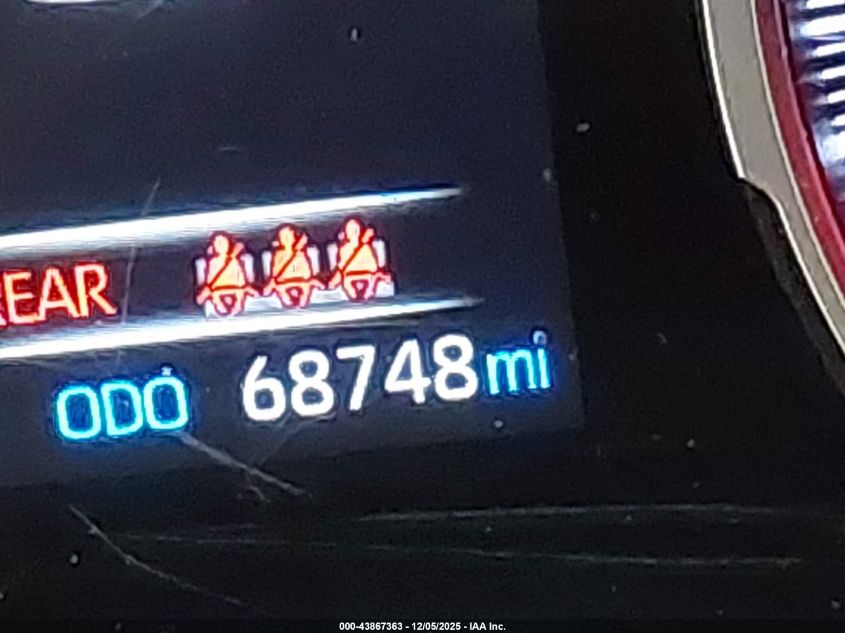 REAR
ODO 68748 mi
000-43867363 - 12/05/2025 - IAA Inc.